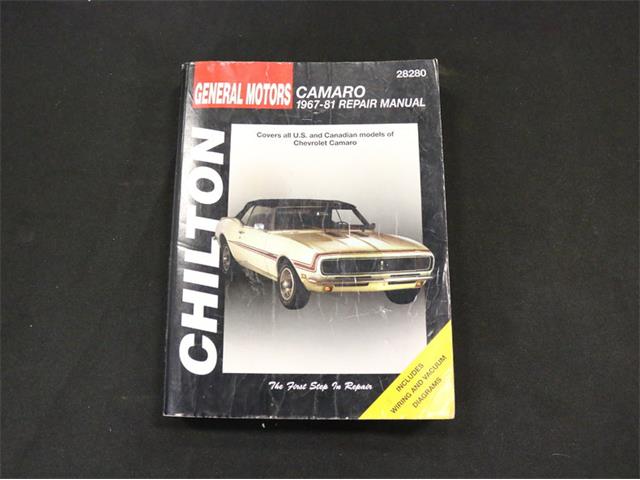 GENERAL MOTORS
28280
CAMARO
1967-81 REPAIR MANUAL
Covers all U.S. and Canadian models of
Chevrolet Camaro
CHILTON
The First Step In Repair
INCLUDES
WIRING AND VACUUM
DIAGRAMS